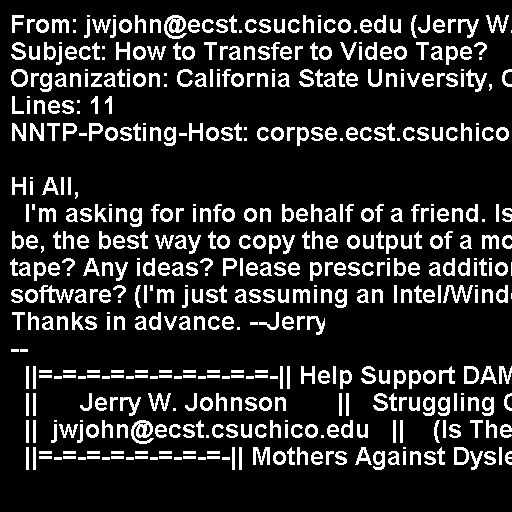 From: jwjohn@ecst.csuchico.edu (Jerry W.
Subject: How to Transfer to Video Tape?
Organization: California State University,
Lines: 11
NNTP-Posting-Host: corpse.ecst.csuchico
Hi All,
I'm asking for info on behalf of a friend. Is
be, the best way to copy the output of a mo
tape? Any ideas? Please prescribe additio
software? (I'm just assuming an Intel/Wind
Thanks in advance. --Jerry
--
||=-=-=-=-=-=-=-=-=-=-=-|| Help Support DAM
|| Jerry W. Johnson || Struggling
|| jwjohn@ecst.csuchico.edu || (Is The
||=-=-=-=-=-=-=-=-=-|| Mothers Against Dysle